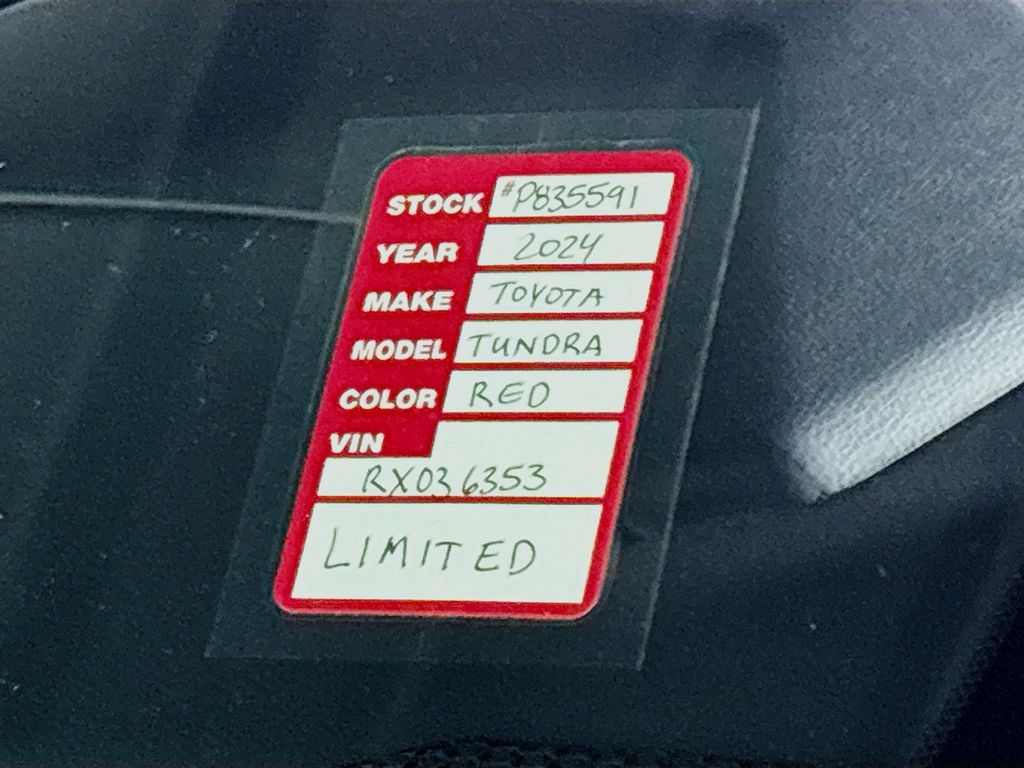 STOCK #P835591
YEAR 2024
MAKE TOYOTA
MODEL TUNDRA
COLOR RED
VIN
RX036353
LIMITED